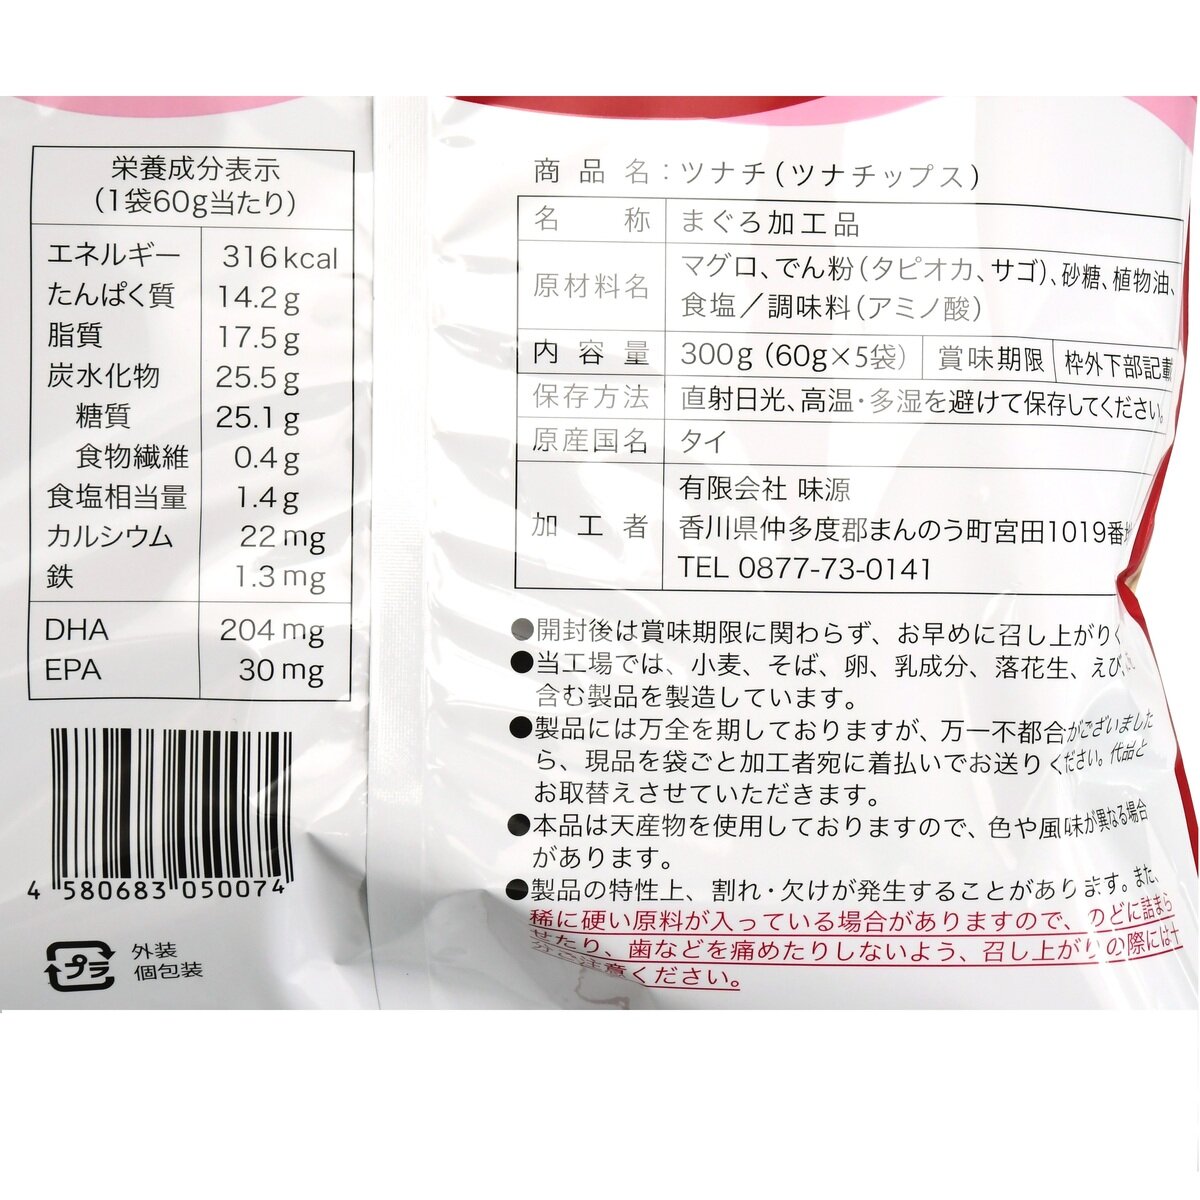 栄養成分表示
(1袋60g当たり)
エネルギー 316kcal
たんぱく質 14.2g
脂質 17.5g
炭水化物 25.5g
糖質 25.1g
食物繊維 0.4g
食塩相当量 1.4g
カルシウム 22mg
鉄 1.3mg
DHA 204mg
EPA 30mg
4 580683 050074
プラ
外装
個包装
商品名：ツナチ(ツナチップス)
名称 まぐろ加工品
原材料名 マグロ、でん粉(タピオカ、サゴ)、砂糖、植物油、
食塩／調味料(アミノ酸)
内容量 300g (60g×5袋) 賞味期限 枠外下部記載
保存方法 直射日光、高温・多湿を避けて保存してください。
原産国名 タイ
加工者 有限会社 味源
香川県仲多度郡まんのう町宮田1019番
TEL 0877-73-0141
●開封後は賞味期限に関わらず、お早めに召し上がりく
●当工場では、小麦、そば、卵、乳成分、落花生、えび、
含む製品を製造しています。
●製品には万全を期しておりますが、万一不都合がございました
ら、現品を袋ごと加工者宛に着払いでお送りください。代品と
お取替えさせていただきます。
●本品は天産物を使用しておりますので、色や風味が異なる場合
があります。
●製品の特性上、割れ・欠けが発生することがあります。また、
稀に硬い原料が入っている場合がありますので、のどに詰まら
せたり、歯などを痛めたりしないよう、召し上がりの際には十
分ご注意ください。